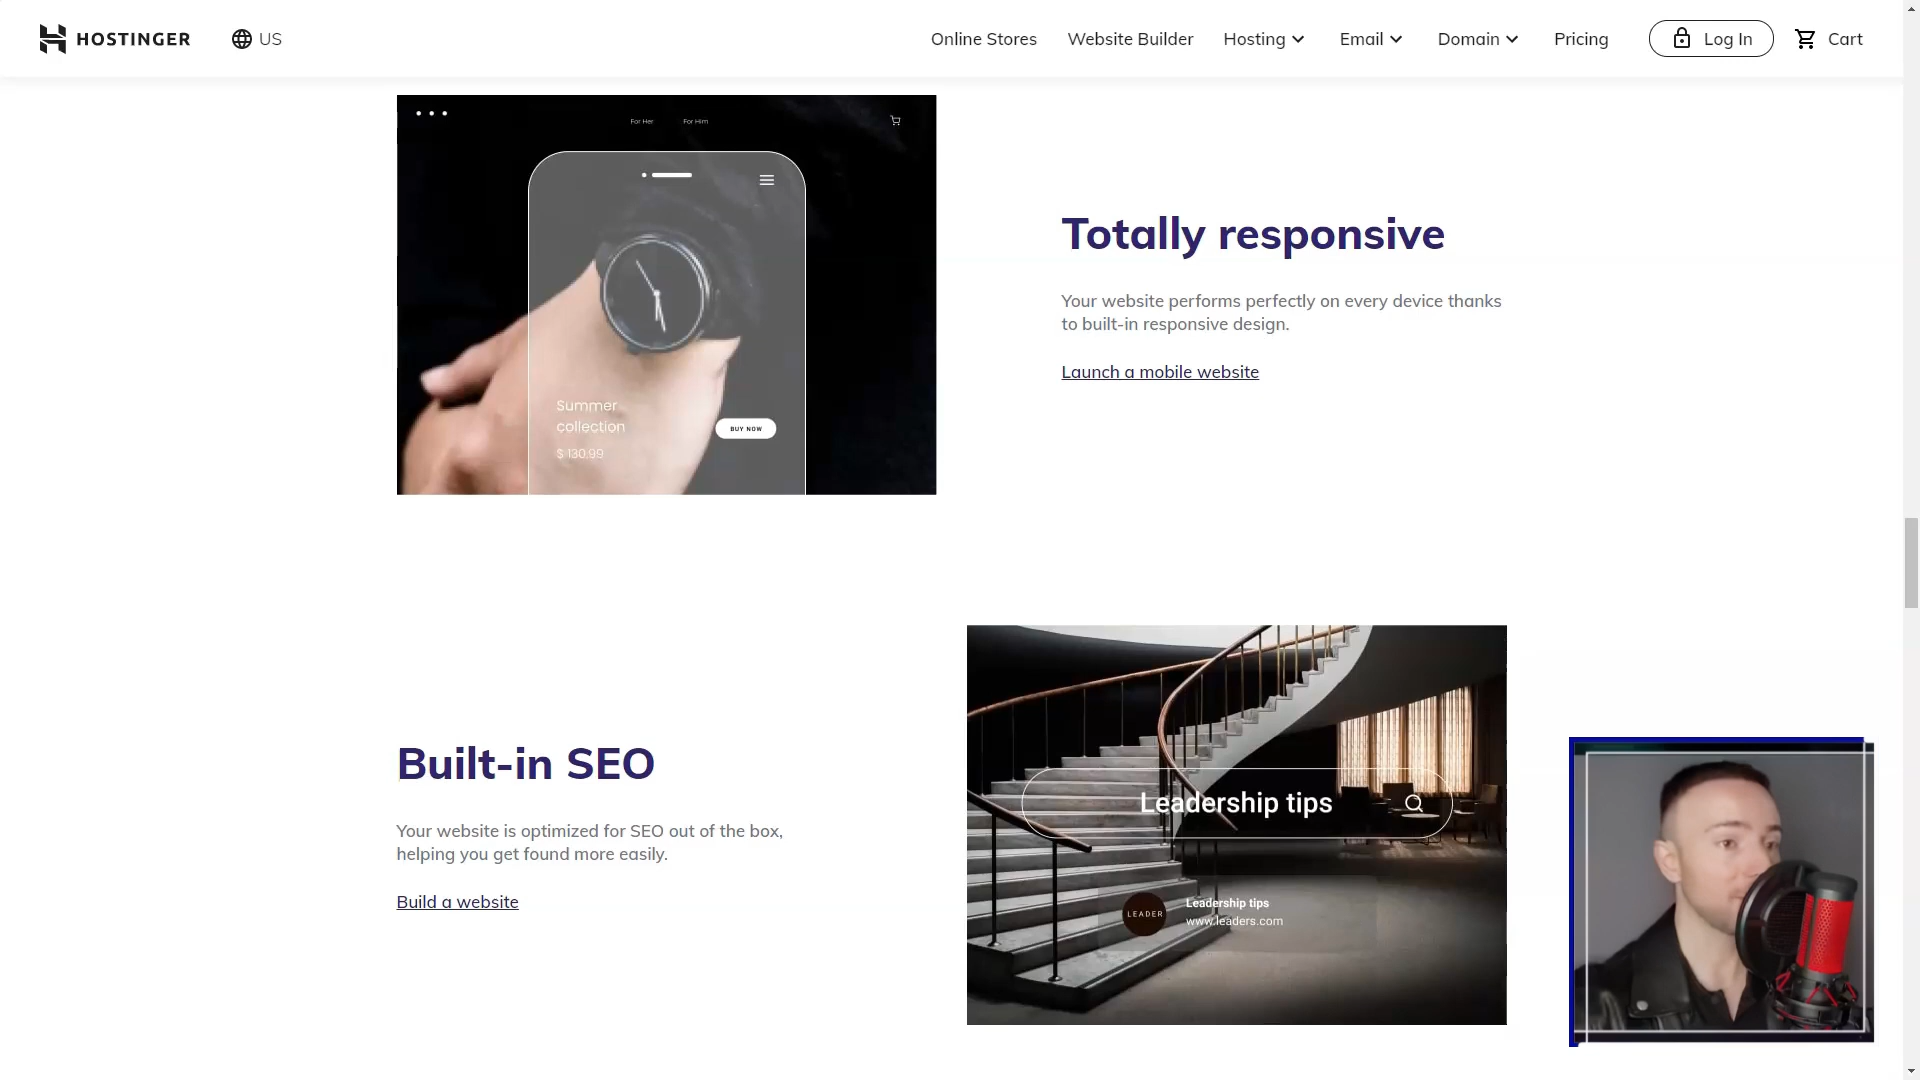 HOSTINGER
US
Online Stores
Website Builder
Hosting
Email
Domain
Pricing
Log In
Cart
For Her
For Him
Summer
collection
$ 130.99
BUY NOW
Totally responsive
Your website performs perfectly on every device thanks
to built-in responsive design.
Launch a mobile website
Built-in SEO
Your website is optimized for SEO out of the box,
helping you get found more easily.
Build a website
Leadership tips
LEADER
Leadership tips
www.leaders.com